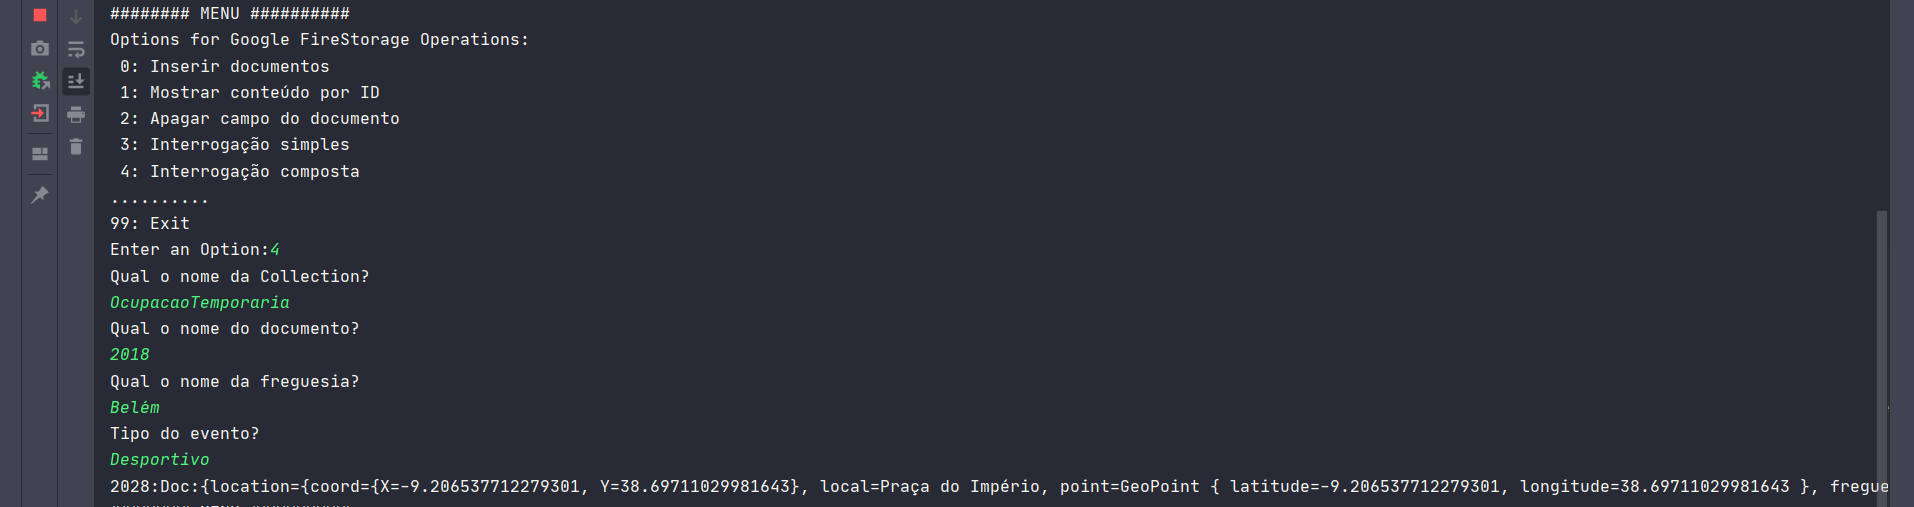 ######## MENU ##########
Options for Google FireStorage Operations:
0: Inserir documentos
1: Mostrar conteúdo por ID
2: Apagar campo do documento
3: Interrogação simples
4: Interrogação composta
..........
99: Exit
Enter an Option:4
Qual o nome da Collection?
OcupacaoTemporaria
Qual o nome do documento?
2018
Qual o nome da freguesia?
Belém
Tipo do evento?
Desportivo
2028:Doc:{location={coord={X=-9.206537712279301, Y=38.69711029981643}, local=Praça do Império, point=GeoPoint { latitude=-9.206537712279301, longitude=38.69711029981643 }, fregue